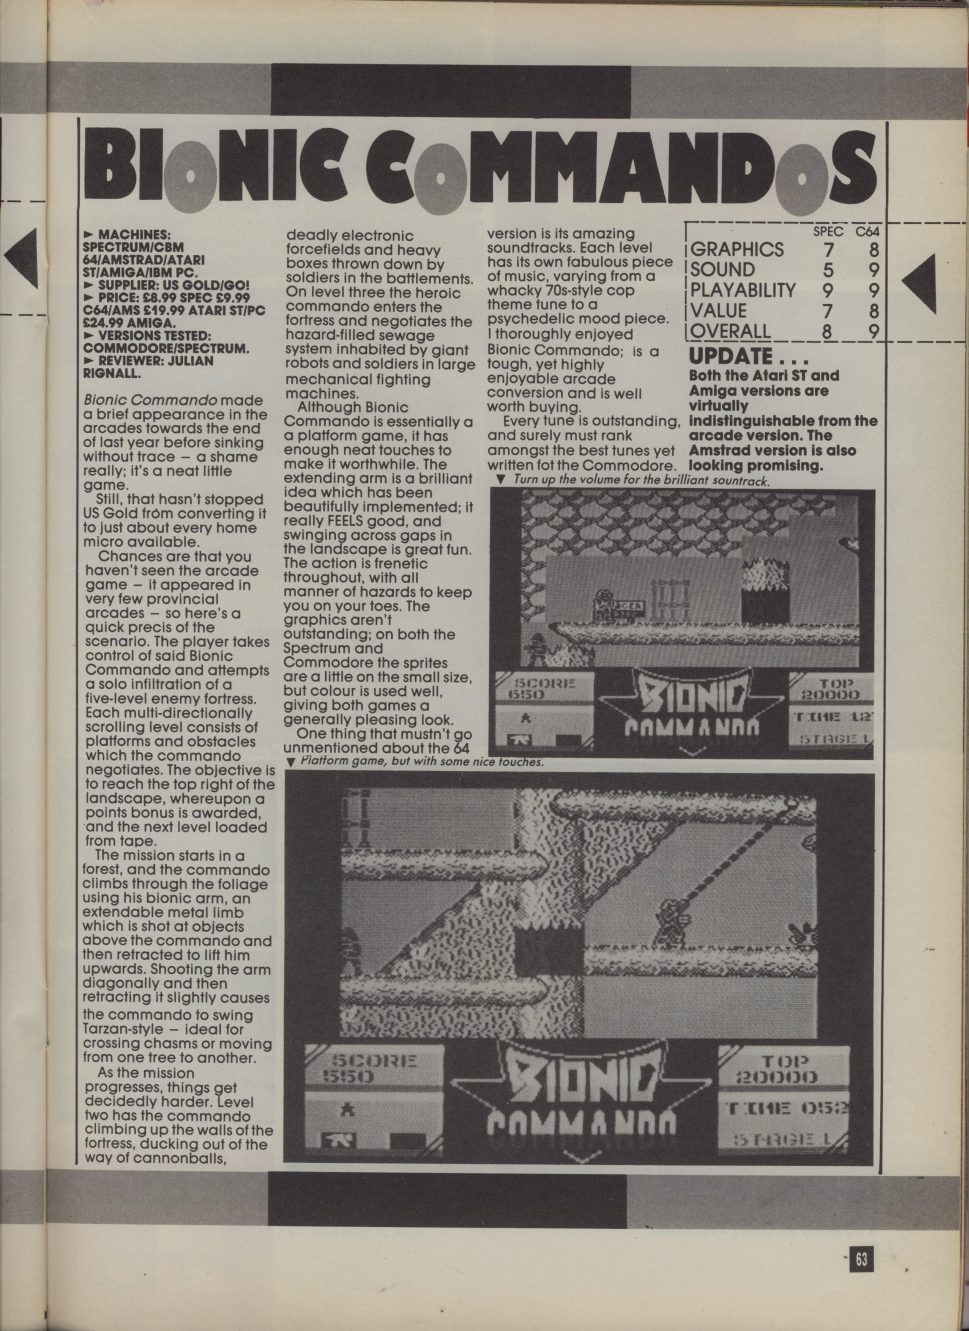 BIONIC COMMANDOS
► MACHINES:
SPECTRUM/CBM
64/AMSTRAD/ATARI
ST/AMIGA/IBM PC.
► SUPPLIER: US GOLD/GO!
► PRICE: £8.99 SPEC £9.99
C64/AMS £19.99 ATARI ST/PC
£24.99 AMIGA.
► VERSIONS TESTED:
COMMODORE/SPECTRUM.
► REVIEWER: JULIAN
RIGNALL.
Bionic Commando made
a brief appearance in the
arcades towards the end
of last year before sinking
without trace – a shame
really; it's a neat little
game.
Still, that hasn't stopped
US Gold from converting it
to just about every home
micro available.
Chances are that you
haven't seen the arcade
game – it appeared in
very few provincial
arcades – so here's a
quick precis of the
scenario. The player takes
control of said Bionic
Commando and attempts
a solo infiltration of a
five-level enemy fortress.
Each multi-directionally
scrolling level consists of
platforms and obstacles
which the commando
negotiates. The objective is
to reach the top right of the
landscape, whereupon a
points bonus is awarded,
and the next level loaded
from tape.
The mission starts in a
forest, and the commando
climbs through the foliage
using his bionic arm, an
extendable metal limb
which is shot at objects
above the commando and
then retracted to lift him
upwards. Shooting the arm
diagonally and then
retracting it slightly causes
the commando to swing
Tarzan-style – ideal for
crossing chasms or moving
from one tree to another.
As the mission
progresses, things get
decidedly harder. Level
two has the commando
climbing up the walls of the
fortress, ducking out of the
way of cannonballs,
deadly electronic
forcefields and heavy
boxes thrown down by
soldiers in the battlements.
On level three the heroic
commando enters the
fortress and negotiates the
hazard-filled sewage
system inhabited by giant
robots and soldiers in large
mechanical fighting
machines.
Although Bionic
Commando is essentially a
a platform game, it has
enough neat touches to
make it worthwhile. The
extending arm is a brilliant
idea which has been
beautifully implemented; it
really FEELS good, and
swinging across gaps in
the landscape is great fun.
The action is frenetic
throughout, with all
manner of hazards to keep
you on your toes. The
graphics aren't
outstanding; on both the
Spectrum and
Commodore the sprites
are a little on the small size,
but colour is used well,
giving both games a
generally pleasing look.
One thing that mustn't go
unmentioned about the 64
version is its amazing
soundtracks. Each level
has its own fabulous piece
of music, varying from a
whacky 70s-style cop
theme tune to a
psychedelic mood piece.
I thoroughly enjoyed
Bionic Commando; is a
tough, yet highly
enjoyable arcade
conversion and is well
worth buying.
Every tune is outstanding,
and surely must rank
amongst the best tunes yet
written fot the Commodore.
SPEC C64
GRAPHICS 7 8
SOUND 5 9
PLAYABILITY 9 9
VALUE 7 8
OVERALL 8 9
UPDATE . . .
Both the Atari ST and
Amiga versions are
virtually
indistinguishable from the
arcade version. The
Amstrad version is also
looking promising.
▼ Turn up the volume for the brilliant sountrack.
SCORE
650
BIONIC
COMMANDO
TOP
20000
TIME 127
STAGE 1
▼ Platform game, but with some nice touches.
SCORE
550
BIONIC
COMMANDO
TOP
20000
TIME 052
STAGE 1
63